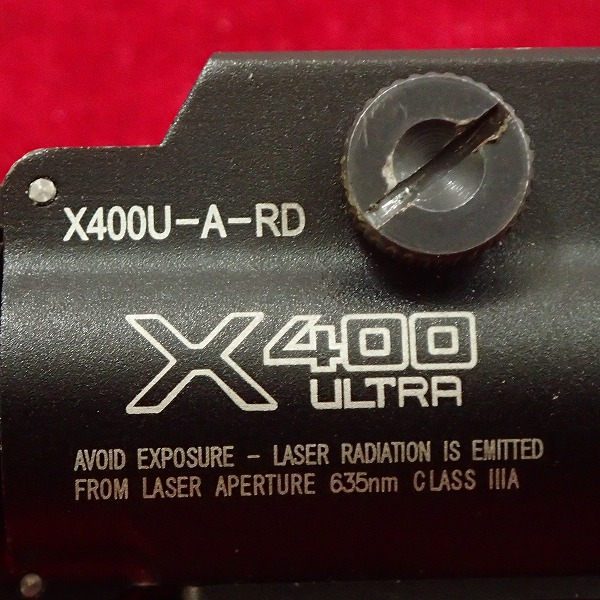 X400U-A-RD
X400
ULTRA
AVOID EXPOSURE - LASER RADIATION IS EMITTED
FROM LASER APERTURE 635nm CLASS IIIA